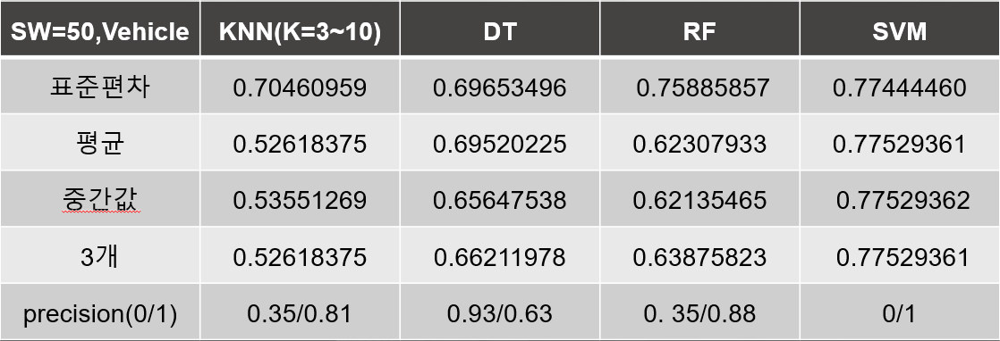 SW=50,Vehicle KNN(K=3~10) DT RF SVM
표준편차 0.70460959 0.69653496 0.75885857 0.77444460
평균 0.52618375 0.69520225 0.62307933 0.77529361
중간값 0.53551269 0.65647538 0.62135465 0.77529362
3개 0.52618375 0.66211978 0.63875823 0.77529361
precision(0/1) 0.35/0.81 0.93/0.63 0. 35/0.88 0/1